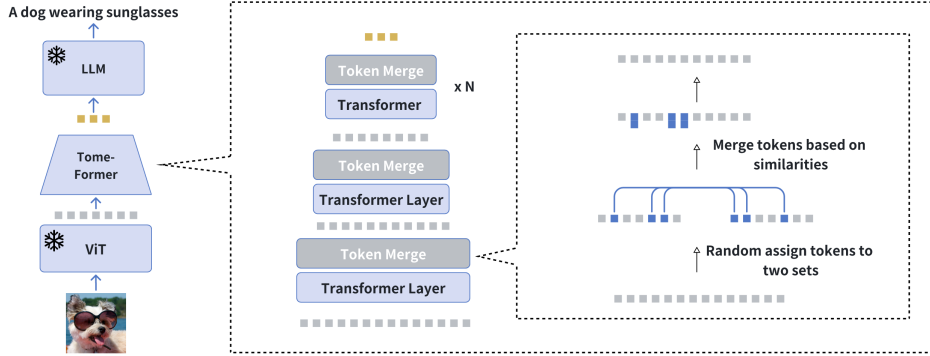 A dog wearing sunglasses
LLM
Tome-
Former
ViT
Token Merge
Transformer
x N
Token Merge
Transformer Layer
Token Merge
Transformer Layer
Merge tokens based on
similarities
Random assign tokens to
two sets